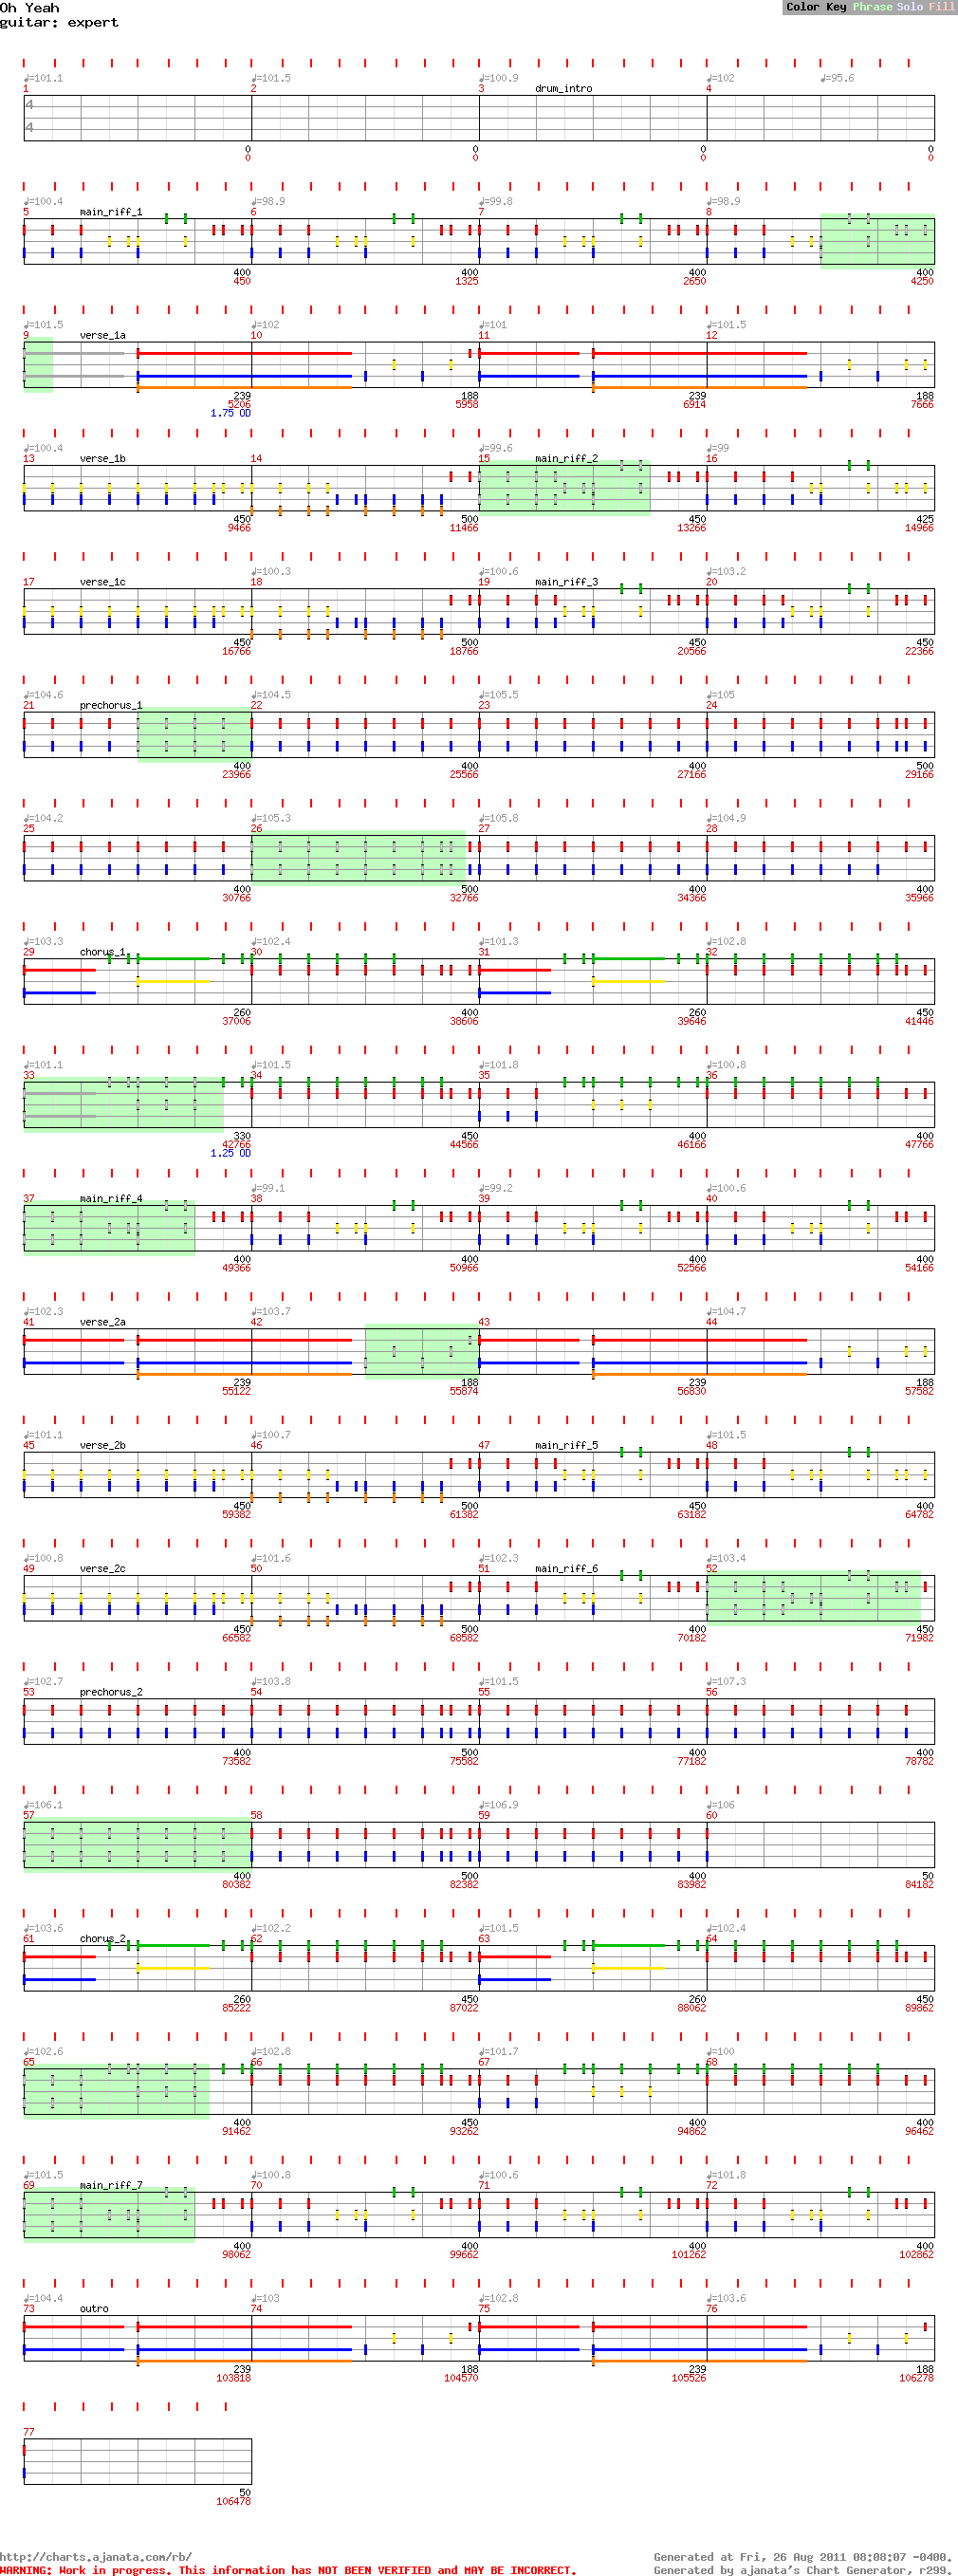 Oh Yeah
Color Key Phrase Solo Fill
guitar: expert
♩=101.1 ♩=101.5 ♩=100.9 ♩=102 ♩=95.6
1 2 3 drum_intro 4
4
4
0 0 0 0
0 0 0 0
♩=100.4 ♩=98.9 ♩=99.8 ♩=98.9
5 main_riff_1 6 7 8
400 400 400 400
450 1325 2650 4250
♩=101.5 ♩=102 ♩=101 ♩=101.5
9 verse_1a 10 11 12
239 188 239 188
5206 5958 6914 7666
1.75 OD
♩=100.4 ♩=99.6 ♩=99
13 verse_1b 14 15 main_riff_2 16
450 500 450 425
9466 11466 13266 14966
♩=100.3 ♩=100.6 ♩=103.2
17 verse_1c 18 19 main_riff_3 20
450 500 450 450
16766 18766 20566 22366
♩=104.6 ♩=104.5 ♩=105.5 ♩=105
21 prechorus_1 22 23 24
400 400 400 500
23966 25566 27166 29166
♩=104.2 ♩=105.3 ♩=105.8 ♩=104.9
25 26 27 28
400 500 400 400
30766 32766 34366 35966
♩=103.3 ♩=102.4 ♩=101.3 ♩=102.8
29 chorus_1 30 31 32
260 400 260 450
37006 38606 39646 41446
♩=101.1 ♩=101.5 ♩=101.8 ♩=100.8
33 34 35 36
330 450 400 400
42766 44566 46166 47766
1.25 OD
♩=99.1 ♩=99.2 ♩=100.6
37 main_riff_4 38 39 40
400 400 400 400
49366 50966 52566 54166
♩=102.3 ♩=103.7 ♩=104.7
41 verse_2a 42 43 44
239 188 239 188
55122 55874 56830 57582
♩=101.1 ♩=100.7 ♩=101.5
45 verse_2b 46 47 main_riff_5 48
450 500 450 400
59382 61382 63182 64782
♩=100.8 ♩=101.6 ♩=102.3 ♩=103.4
49 verse_2c 50 51 main_riff_6 52
450 500 400 450
66582 68582 70182 71982
♩=102.7 ♩=103.8 ♩=101.5 ♩=107.3
53 prechorus_2 54 55 56
400 500 400 400
73582 75582 77182 78782
♩=106.1 ♩=106.9 ♩=106
57 58 59 60
400 500 400 50
80382 82382 83982 84182
♩=103.6 ♩=102.2 ♩=101.5 ♩=102.4
61 chorus_2 62 63 64
260 450 260 450
85222 87022 88062 89862
♩=102.6 ♩=102.8 ♩=101.7 ♩=100
65 66 67 68
400 450 400 400
91462 93262 94862 96462
♩=101.5 ♩=100.8 ♩=100.6 ♩=101.8
69 main_riff_7 70 71 72
400 400 400 400
98062 99662 101262 102862
♩=104.4 ♩=103 ♩=102.8 ♩=103.6
73 outro 74 75 76
239 188 239 188
103818 104570 105526 106278
77
50
106478
http://charts.ajanata.com/rb/ Generated at Fri, 26 Aug 2011 08:08:07 -0400.
WARNING: Work in progress. This information has NOT BEEN VERIFIED and MAY BE INCORRECT. Generated by ajanata's Chart Generator, r299.